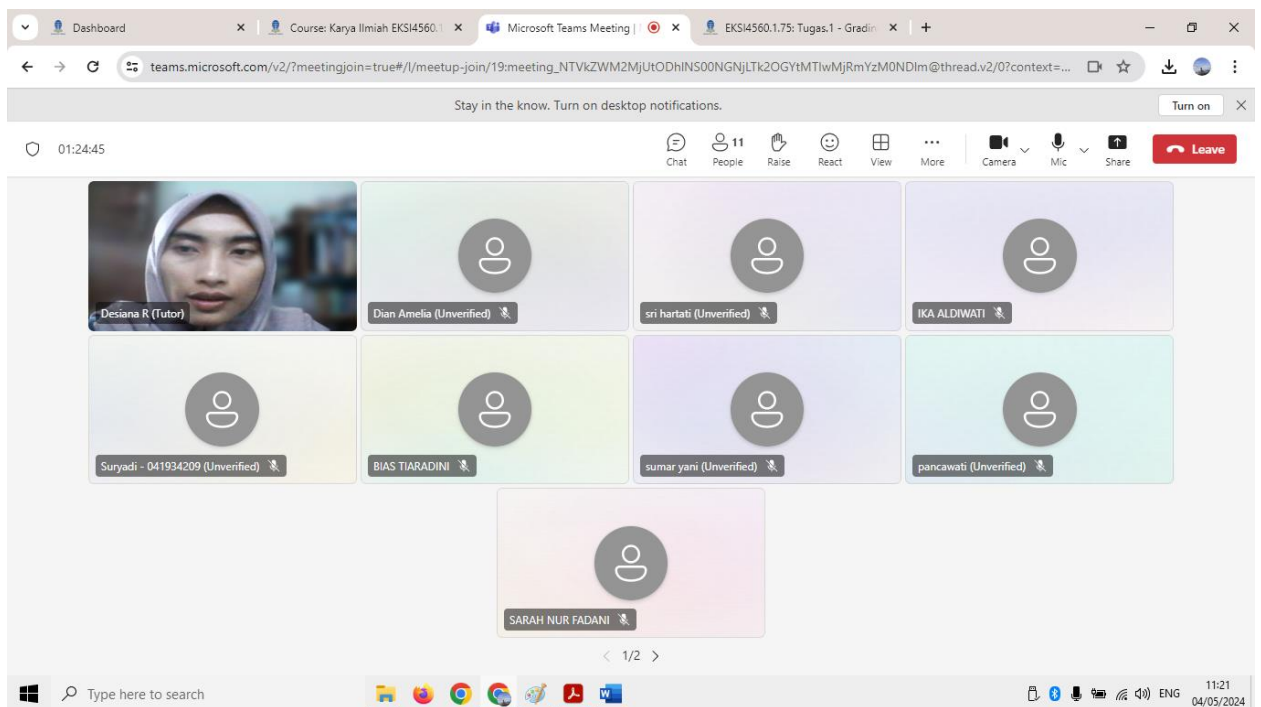 Dashboard
Course: Karya Ilmiah EKSI4560.1
Microsoft Teams Meeting |
EKSI4560.1.75: Tugas.1 - Gradin
teams.microsoft.com/v2/?meetingjoin=true#/l/meetup-join/19:meeting_NTVkZWM2MjUtODhlNS00NGNjLTk2OGYtMTIwMjRmYzM0NDlm@thread.v2/0?context=...
Stay in the know. Turn on desktop notifications.
Turn on
01:24:45
11
Chat
People
Raise
React
View
More
Camera
Mic
Share
Leave
Desiana R (Tutor)
Dian Amelia (Unverified)
sri hartati (Unverified)
IKA ALDIWATI
Suryadi - 041934209 (Unverified)
BIAS TIARADINI
sumar yani (Unverified)
pancawati (Unverified)
SARAH NUR FADANI
1/2
Type here to search
ENG
11:21
04/05/2024